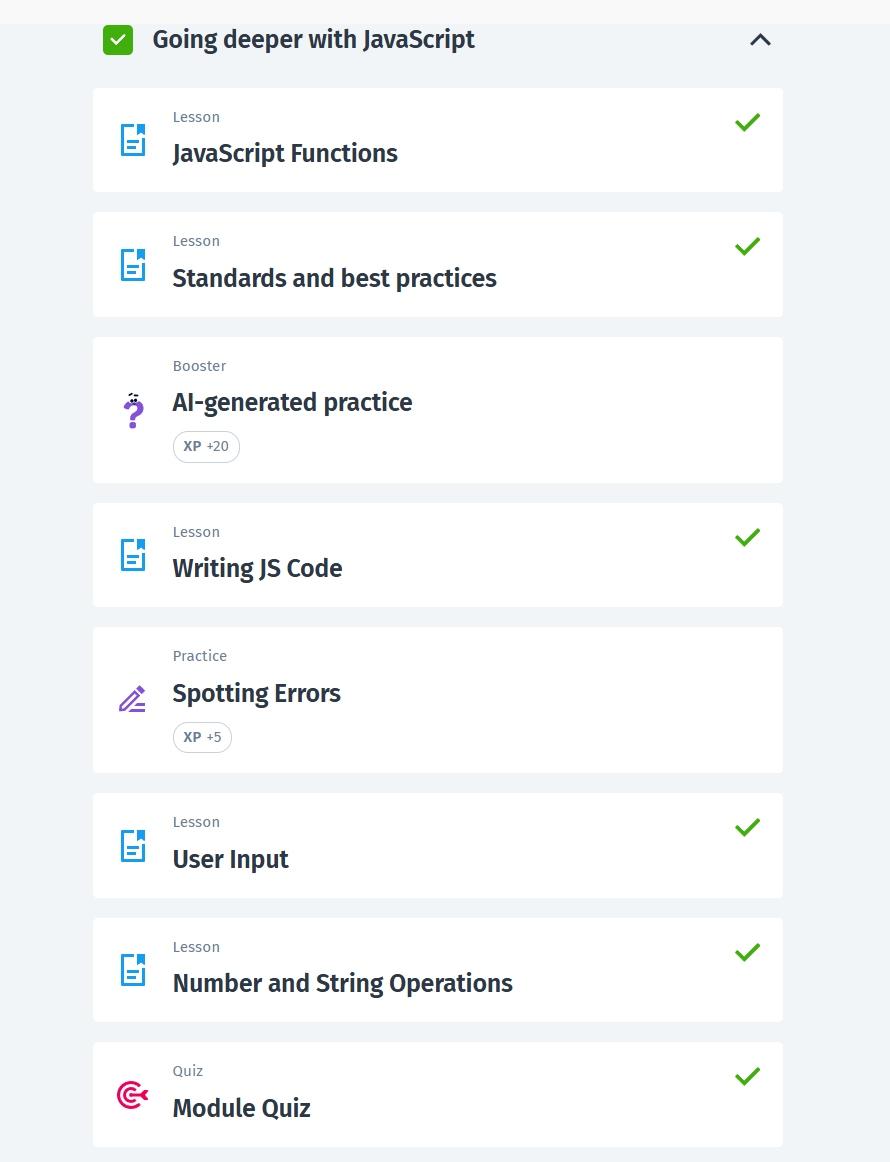 Going deeper with JavaScript
Lesson
JavaScript Functions
Lesson
Standards and best practices
Booster
AI-generated practice
XP +20
Lesson
Writing JS Code
Practice
Spotting Errors
XP +5
Lesson
User Input
Lesson
Number and String Operations
Quiz
Module Quiz